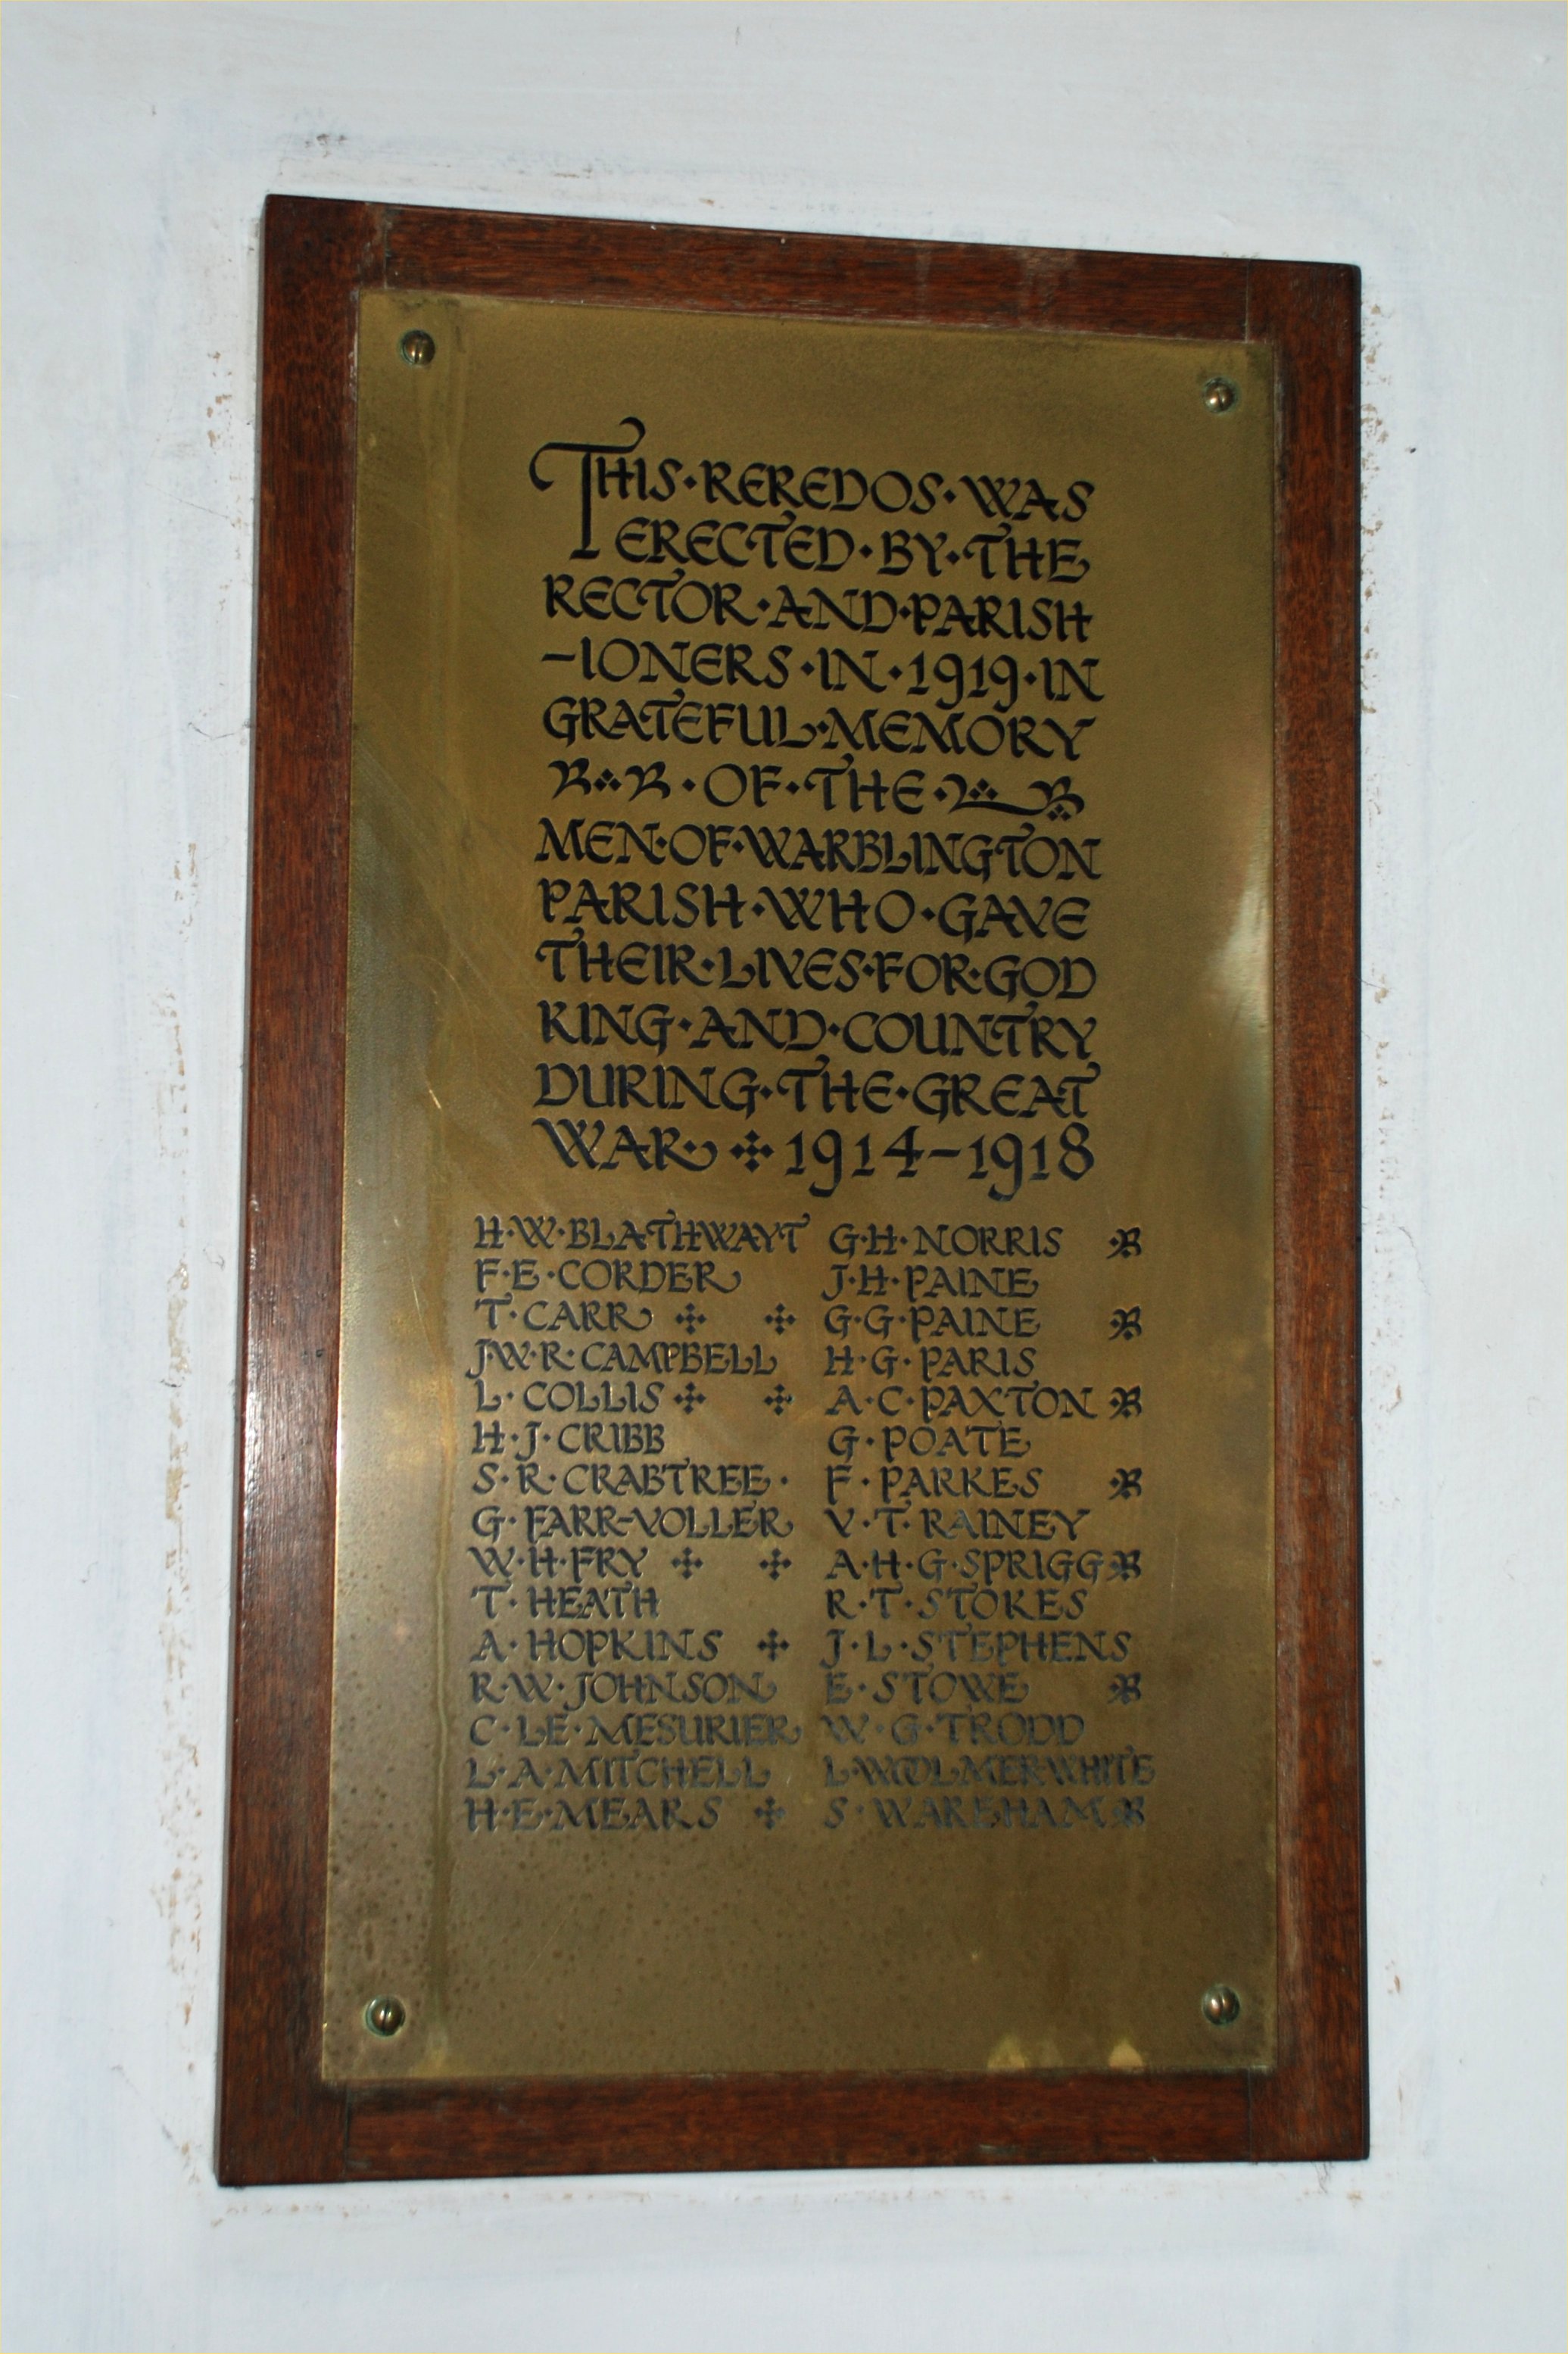 THIS·REREDOS·WAS
ERECTED·BY·THE
RECTOR·AND·PARISH
-IONERS·IN·1919·IN
GRATEFUL·MEMORY
·OF·THE·
MEN·OF·WARBLINGTON
PARISH·WHO·GAVE
THEIR·LIVES·FOR·GOD
KING·AND·COUNTRY
DURING·THE·GREAT
WAR· 1914-1918
H·W·BLATHWAYT
F·E·CORDER
T·CARR
J·W·R·CAMPBELL
L·COLLIS
H·J·CRIBB
S·R·CRABTREE·
G·FARR-VOLLER
W·H·FRY
T·HEATH
A·HOPKINS
R·W·JOHNSON
C·LE·MESURIER
L·A·MITCHELL
H·E·MEARS
G·H·NORRIS
J·H·PAINE
G·G·PAINE
H·G·PARIS
A·C·PAXTON
G·POATE
F·PARKES
V·T·RAINEY
A·H·G·SPRIGG
R·T·STOKES
J·L·STEPHENS
E·STOWE
W·G·TRODD
L·WOLMER·WHITE
S·WAREHAM